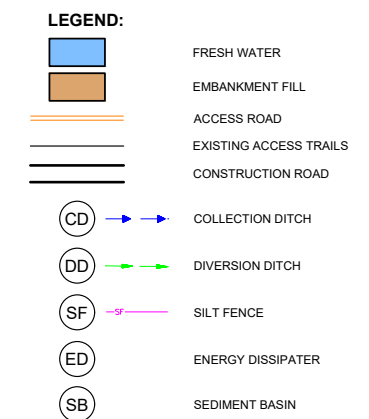 LEGEND:
FRESH WATER
EMBANKMENT FILL
ACCESS ROAD
EXISTING ACCESS TRAILS
CONSTRUCTION ROAD
CD COLLECTION DITCH
DD DIVERSION DITCH
SF SF SILT FENCE
ED ENERGY DISSIPATER
SB SEDIMENT BASIN